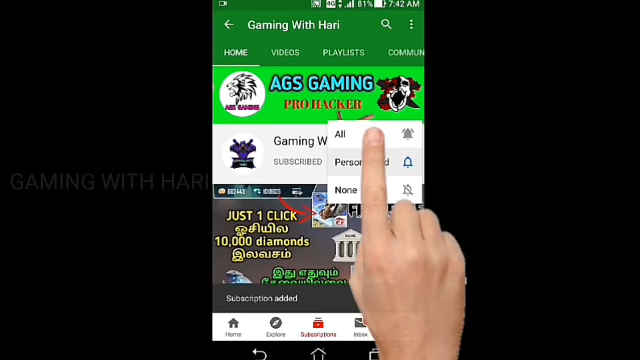 4G 81% 7:42 AM
Gaming With Hari
HOME VIDEOS PLAYLISTS COMMUN
AGS GAMING
PRO HACKER
AGS GAMING
Gaming W
All
SUBSCRIBED
None
GAMING WITH HARI
JUST 1 CLICK
ஓசியில
10,000 diamonds
இலவசம்
BANK
இது எதுவும்
தேவையில்லை
Subscription added
Home Explore Subscriptions Inbox